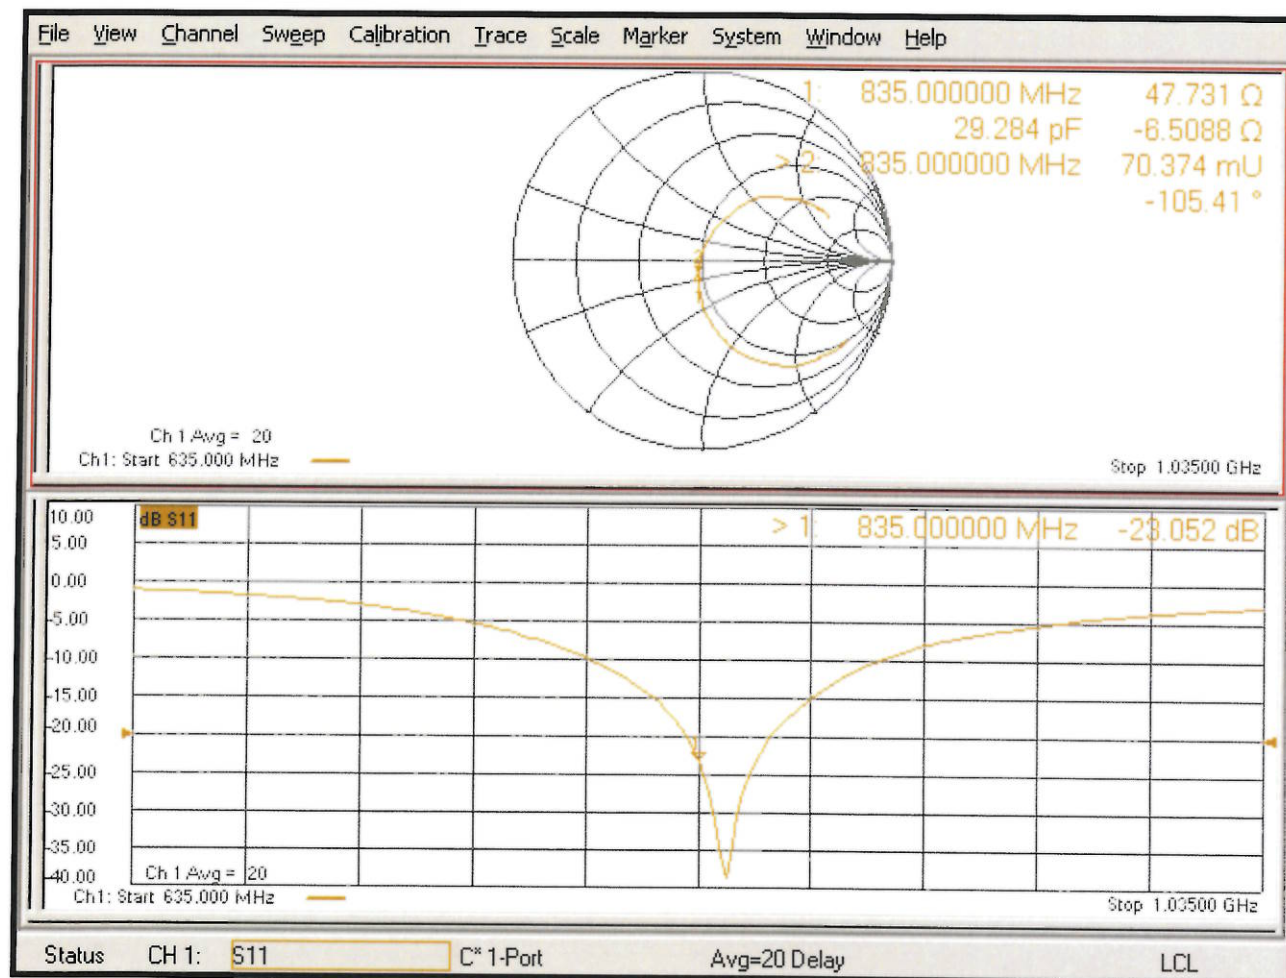 File View Channel Sweep Calibration Trace Scale Marker System Window Help
1: 835.000000 MHz 47.731 Ω
29.284 pF -6.5088 Ω
> 2: 835.000000 MHz 70.374 mU
-105.41 °
Ch 1 Avg = 20
Ch1: Start 635.000 MHz
Stop 1.03500 GHz
10.00
dB S11
> 1: 835.000000 MHz -23.052 dB
5.00
0.00
-5.00
-10.00
-15.00
-20.00
-25.00
-30.00
-35.00
-40.00
1
Ch 1 Avg = 20
Ch1: Start 635.000 MHz
Stop 1.03500 GHz
Status CH 1: S11 C* 1-Port Avg=20 Delay LCL